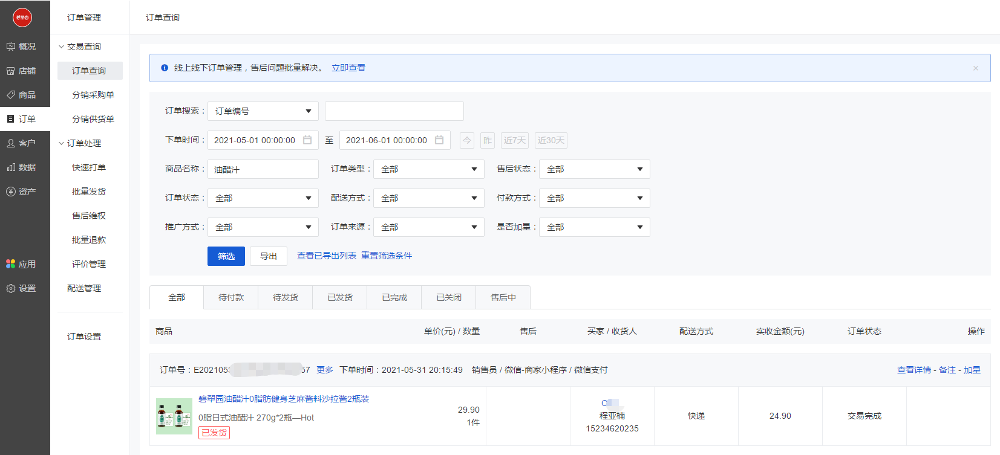 碧翠园
订单管理
订单查询
概况
店铺
商品
订单
客户
数据
资产
应用
设置
交易查询
订单查询
分销采购单
分销供货单
订单处理
快速打单
批量发货
售后维权
批量退款
评价管理
配送管理
订单设置
线上线下订单管理，售后问题批量解决。 立即查看 ×
订单搜索： 订单编号
下单时间： 2021-05-01 00:00:00 至 2021-06-01 00:00:00 今 昨 近7天 近30天
商品名称： 油醋汁 订单类型： 全部 售后状态： 全部
订单状态： 全部 配送方式： 全部 付款方式： 全部
推广方式： 全部 订单来源： 全部 是否加星： 全部
筛选 导出 查看已导出列表 重置筛选条件
全部 待付款 待发货 已发货 已完成 已关闭 售后中
商品 单价(元) / 数量 售后 买家 / 收货人 配送方式 实收金额(元) 订单状态 操作
订单号：E202105 57 更多 下单时间：2021-05-31 20:15:49 销售员 / 微信-商家小程序 / 微信支付 查看详情 - 备注 - 加星
碧翠园油醋汁0脂肪健身芝麻酱料沙拉酱2瓶装
0脂日式油醋汁 270g*2瓶—Hot
已发货
29.90
1件
程亚楠
15234620235
快递
24.90
交易完成